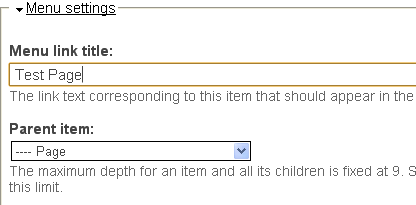 Menu settings
Menu link title:
Test Page
The link text corresponding to this item that should appear in the
Parent item:
---- Page
The maximum depth for an item and all its children is fixed at 9. S
this limit.